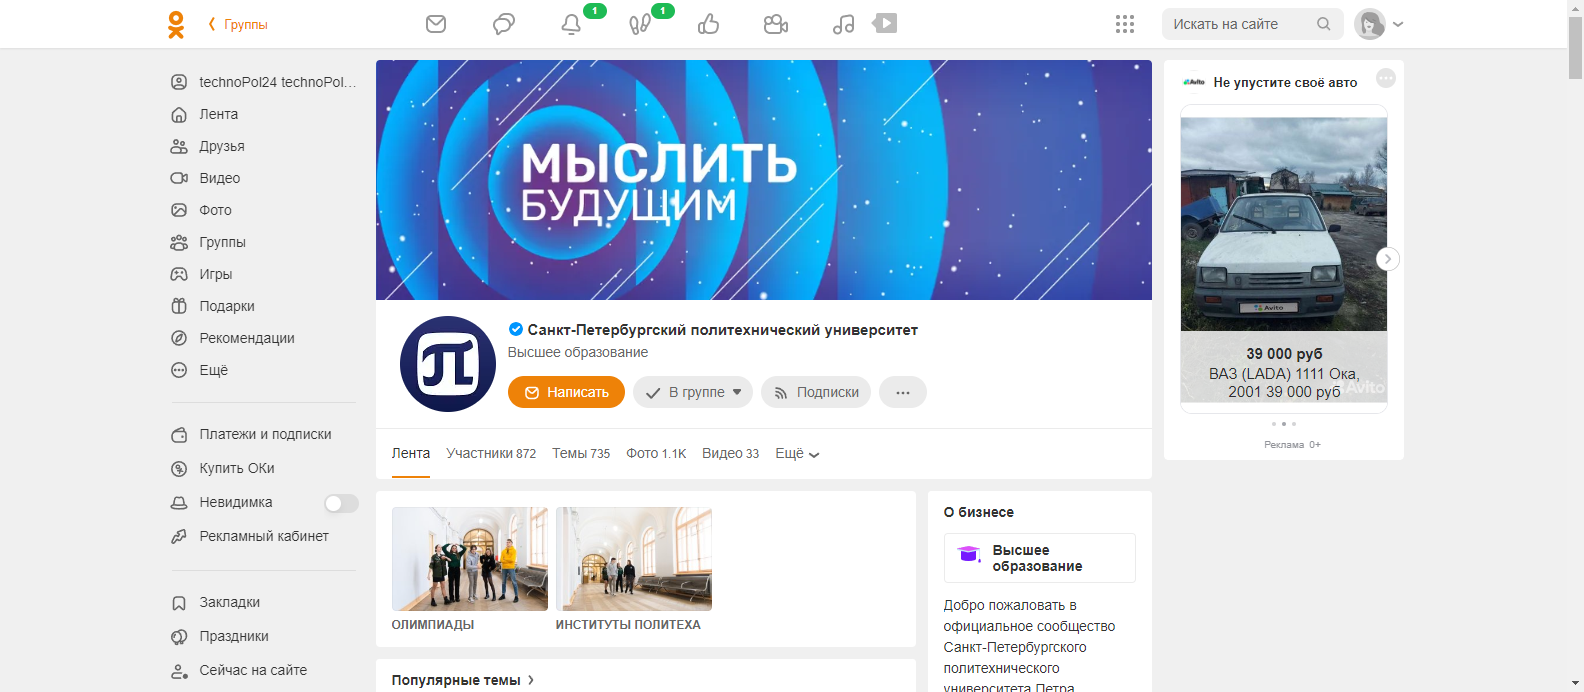 Группы
1
1
Искать на сайте
technoPol24 technoPol...
Лента
Друзья
Видео
Фото
Группы
Игры
Подарки
Рекомендации
Ещё
Платежи и подписки
Купить ОКи
Невидимка
Рекламный кабинет
Закладки
Праздники
Сейчас на сайте
МЫСЛИТЬ
БУДУЩИМ
Санкт-Петербургский политехнический университет
Высшее образование
Написать
В группе
Подписки
Лента
Участники 872
Темы 735
Фото 1.1K
Видео 33
Ещё
ОЛИМПИАДЫ
ИНСТИТУТЫ ПОЛИТЕХА
Популярные темы
О бизнесе
Высшее
образование
Добро пожаловать в
официальное сообщество
Санкт-Петербургского
политехнического
университета Петра
Avito
Не упустите своё авто
Avito
39 000 руб
ВАЗ (LADA) 1111 Ока,
2001 39 000 руб
Avito
Реклама 0+